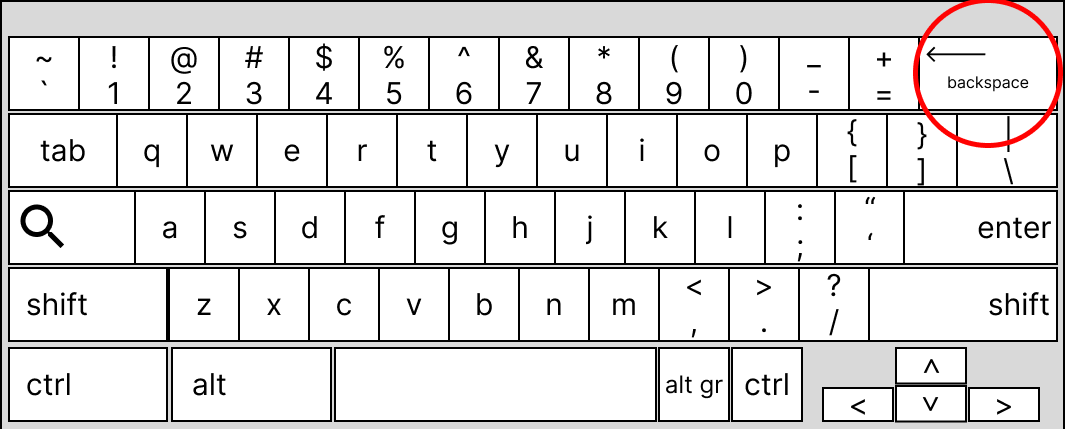 ~ ! @ # $ % ^ & * ( ) _ +
` 1 2 3 4 5 6 7 8 9 0 - = backspace
tab q w e r t y u i o p { [ } ] | \
a s d f g h j k l : ; “ ‘ enter
shift z x c v b n m < , > . ? / shift
ctrl alt alt gr ctrl < ^ v >